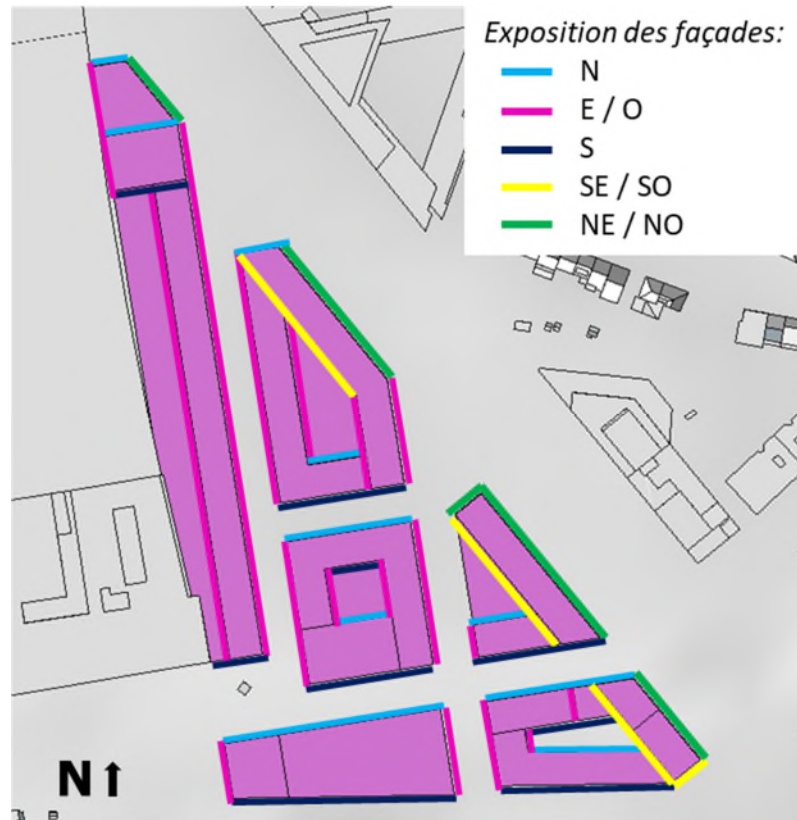 Exposition des façades:
N
E / O
S
SE / SO
NE / NO
N